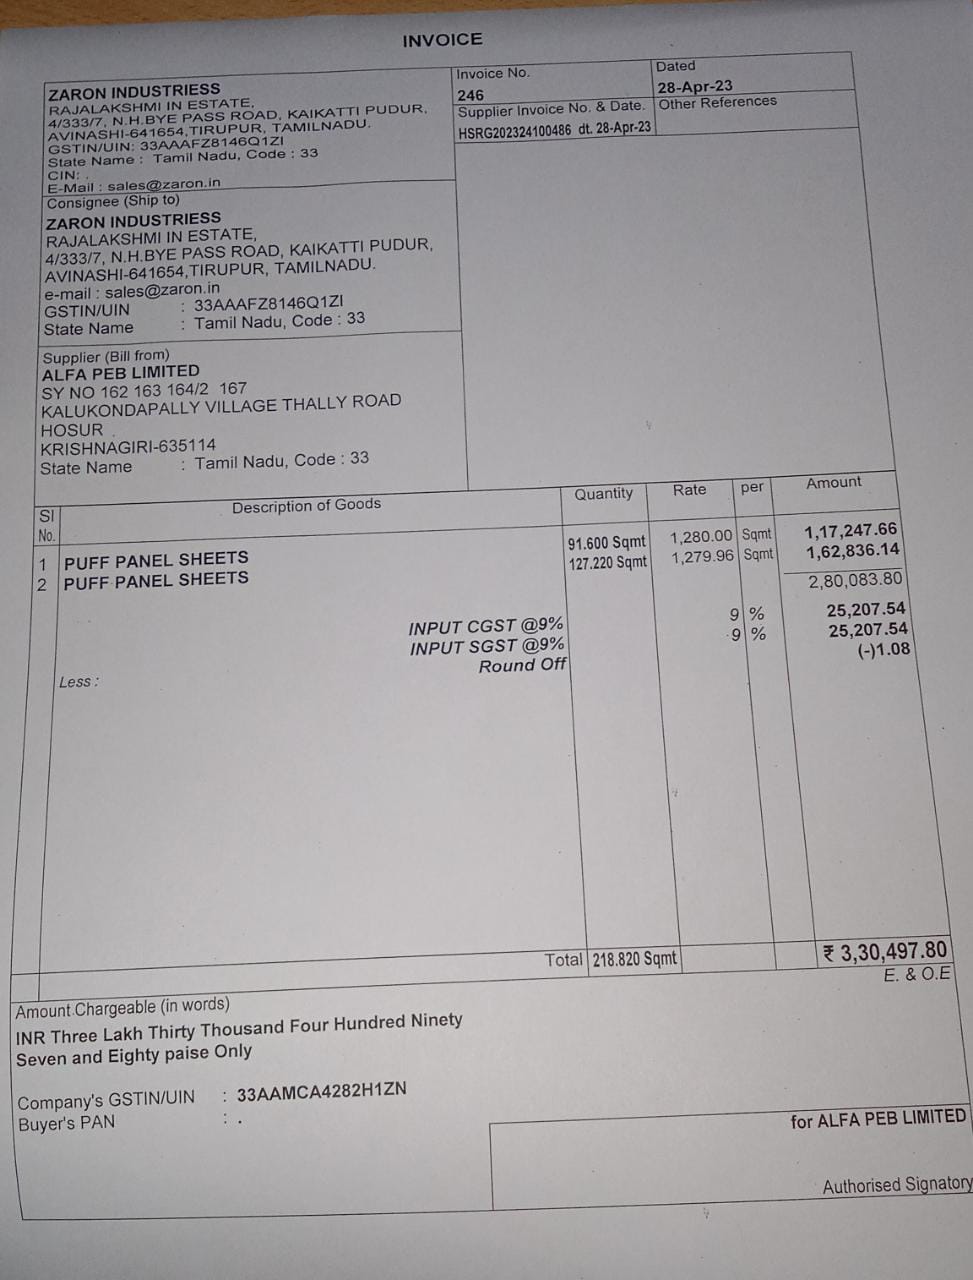 INVOICE
ZARON INDUSTRIESS
RAJALAKSHMI IN ESTATE,
4/333/7, N.H.BYE PASS ROAD, KAIKATTI PUDUR,
AVINASHI-641654,TIRUPUR, TAMILNADU.
GSTIN/UIN: 33AAAFZ8146Q1ZI
State Name : Tamil Nadu, Code : 33
CIN: .
E-Mail : sales@zaron.in
Invoice No.
246
Dated
28-Apr-23
Supplier Invoice No. & Date.
HSRG202324100486 dt. 28-Apr-23
Other References
Consignee (Ship to)
ZARON INDUSTRIESS
RAJALAKSHMI IN ESTATE,
4/333/7, N.H.BYE PASS ROAD, KAIKATTI PUDUR,
AVINASHI-641654,TIRUPUR, TAMILNADU.
e-mail : sales@zaron.in
GSTIN/UIN : 33AAAFZ8146Q1ZI
State Name : Tamil Nadu, Code : 33
Supplier (Bill from)
ALFA PEB LIMITED
SY NO 162 163 164/2 167
KALUKONDAPALLY VILLAGE THALLY ROAD
HOSUR
KRISHNAGIRI-635114
State Name : Tamil Nadu, Code : 33
Sl No. Description of Goods Quantity Rate per Amount
1 PUFF PANEL SHEETS 91.600 Sqmt 1,280.00 Sqmt 1,17,247.66
2 PUFF PANEL SHEETS 127.220 Sqmt 1,279.96 Sqmt 1,62,836.14
2,80,083.80
INPUT CGST @9% 9 % 25,207.54
INPUT SGST @9% 9 % 25,207.54
Less : Round Off (-)1.08
Total 218.820 Sqmt ₹ 3,30,497.80
E. & O.E
Amount Chargeable (in words)
INR Three Lakh Thirty Thousand Four Hundred Ninety
Seven and Eighty paise Only
Company's GSTIN/UIN : 33AAMCA4282H1ZN
Buyer's PAN : .
for ALFA PEB LIMITED
Authorised Signatory